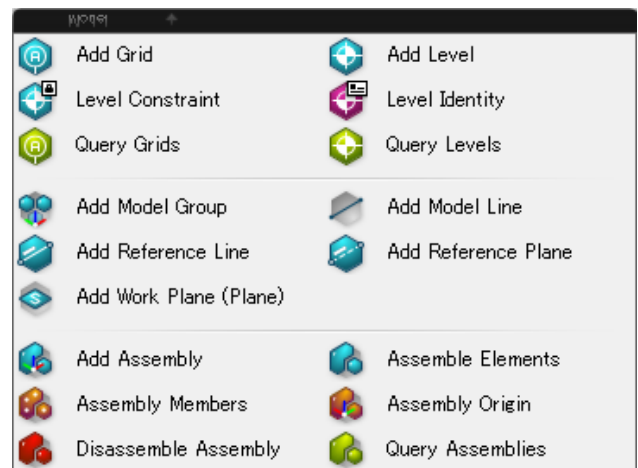 Model
Add Grid Add Level
Level Constraint Level Identity
Query Grids Query Levels
Add Model Group Add Model Line
Add Reference Line Add Reference Plane
Add Work Plane (Plane)
Add Assembly Assemble Elements
Assembly Members Assembly Origin
Disassemble Assembly Query Assemblies